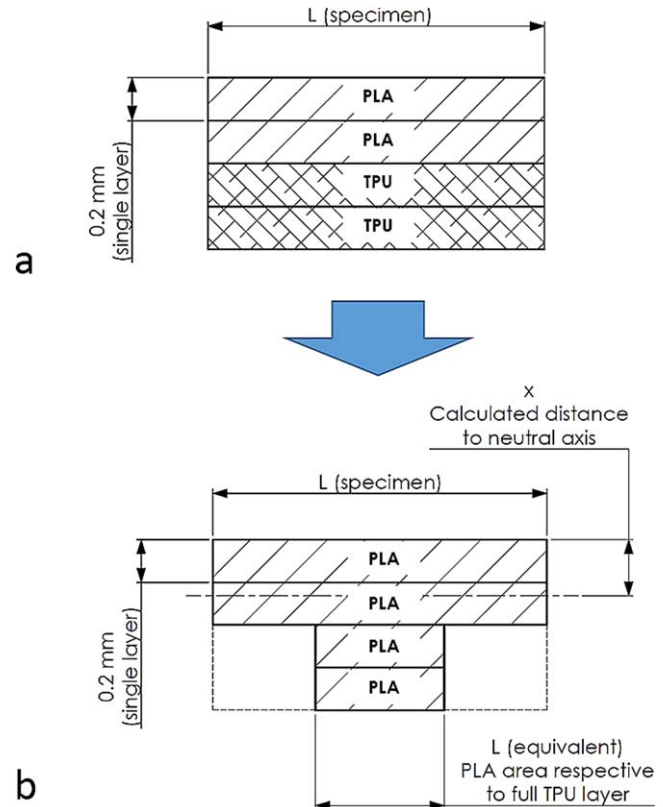 L (specimen)
PLA
PLA
TPU
TPU
0.2 mm
(single layer)
a
x
Calculated distance
to neutral axis
L (specimen)
PLA
PLA
PLA
PLA
0.2 mm
(single layer)
L (equivalent)
PLA area respective
to full TPU layer
b